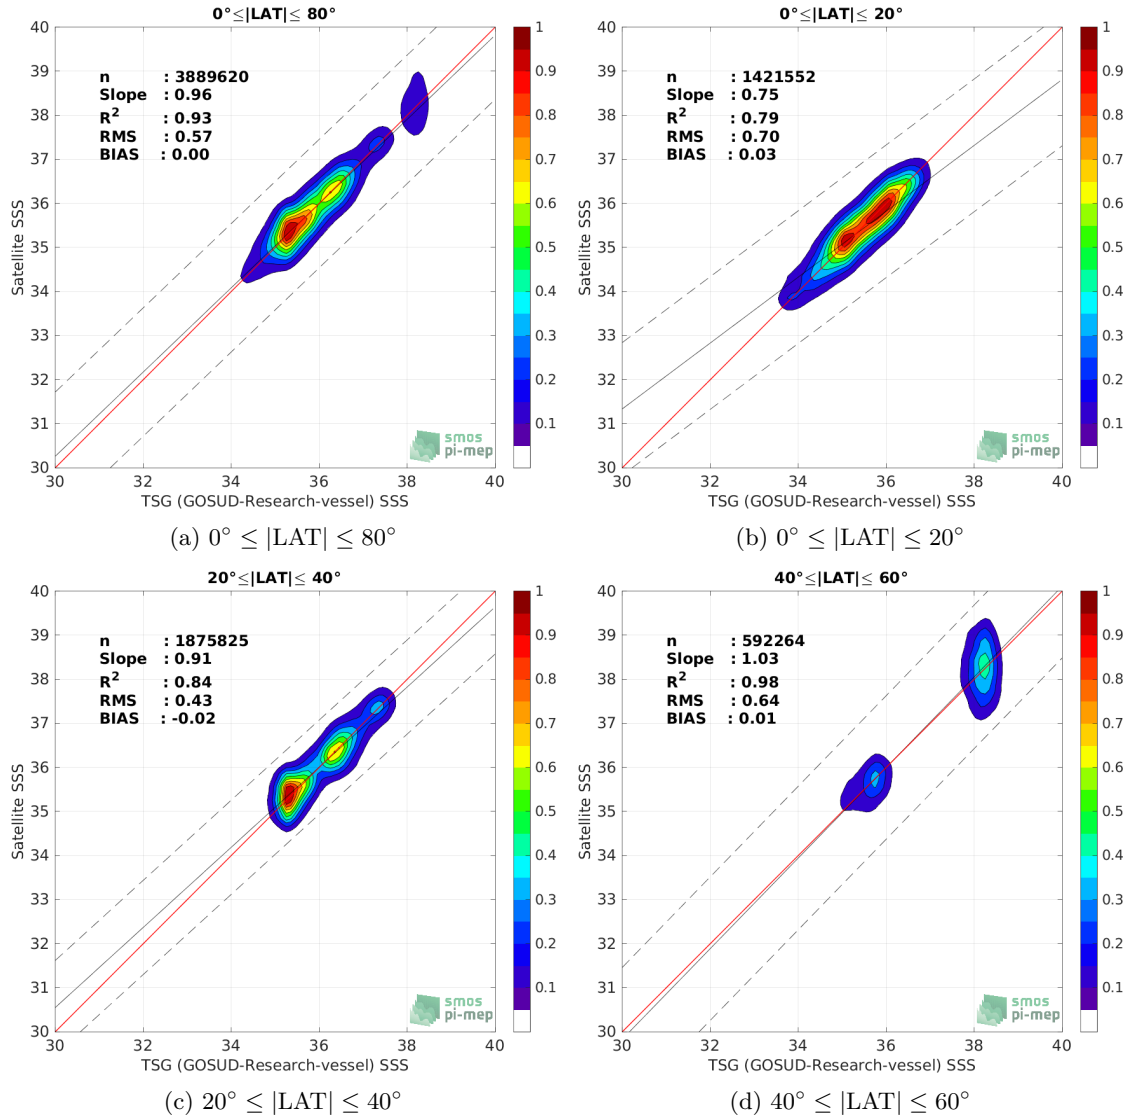 0°≤|LAT|≤ 80°
40
39
38
37
36
35
34
33
32
31
30
Satellite SSS
n : 3889620
Slope : 0.96
R² : 0.93
RMS : 0.57
BIAS : 0.00
smos
pi-mep
30 32 34 36 38 40
TSG (GOSUD-Research-vessel) SSS
1
0.9
0.8
0.7
0.6
0.5
0.4
0.3
0.2
0.1
(a) 0° ≤ |LAT| ≤ 80°
0°≤|LAT|≤ 20°
40
39
38
37
36
35
34
33
32
31
30
Satellite SSS
n : 1421552
Slope : 0.75
R² : 0.79
RMS : 0.70
BIAS : 0.03
smos
pi-mep
30 32 34 36 38 40
TSG (GOSUD-Research-vessel) SSS
1
0.9
0.8
0.7
0.6
0.5
0.4
0.3
0.2
0.1
(b) 0° ≤ |LAT| ≤ 20°
20°≤|LAT|≤ 40°
40
39
38
37
36
35
34
33
32
31
30
Satellite SSS
n : 1875825
Slope : 0.91
R² : 0.84
RMS : 0.43
BIAS : -0.02
smos
pi-mep
30 32 34 36 38 40
TSG (GOSUD-Research-vessel) SSS
1
0.9
0.8
0.7
0.6
0.5
0.4
0.3
0.2
0.1
(c) 20° ≤ |LAT| ≤ 40°
40°≤|LAT|≤ 60°
40
39
38
37
36
35
34
33
32
31
30
Satellite SSS
n : 592264
Slope : 1.03
R² : 0.98
RMS : 0.64
BIAS : 0.01
smos
pi-mep
30 32 34 36 38 40
TSG (GOSUD-Research-vessel) SSS
1
0.9
0.8
0.7
0.6
0.5
0.4
0.3
0.2
0.1
(d) 40° ≤ |LAT| ≤ 60°